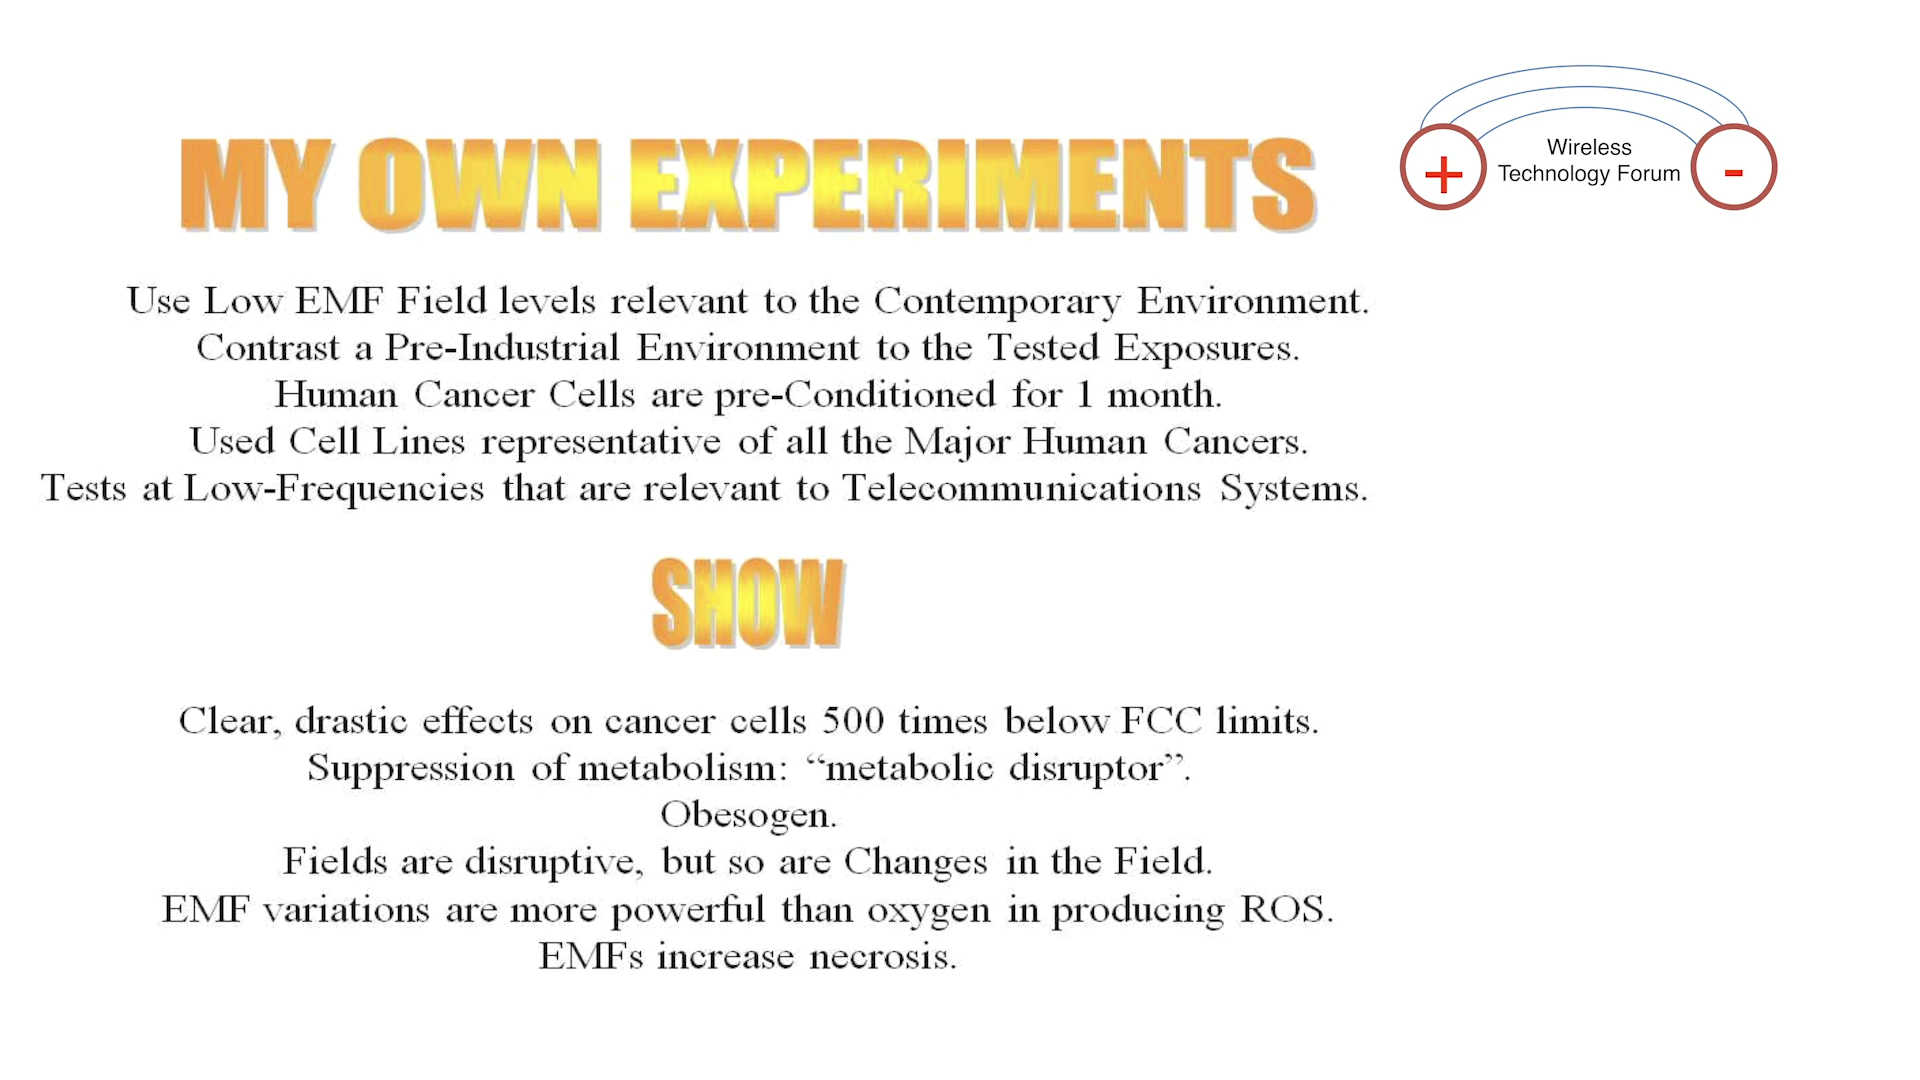 MY OWN EXPERIMENTS
+
Wireless
Technology Forum
-
Use Low EMF Field levels relevant to the Contemporary Environment.
Contrast a Pre-Industrial Environment to the Tested Exposures.
Human Cancer Cells are pre-Conditioned for 1 month.
Used Cell Lines representative of all the Major Human Cancers.
Tests at Low-Frequencies that are relevant to Telecommunications Systems.
SHOW
Clear, drastic effects on cancer cells 500 times below FCC limits.
Suppression of metabolism: “metabolic disruptor”.
Obesogen.
Fields are disruptive, but so are Changes in the Field.
EMF variations are more powerful than oxygen in producing ROS.
EMFs increase necrosis.